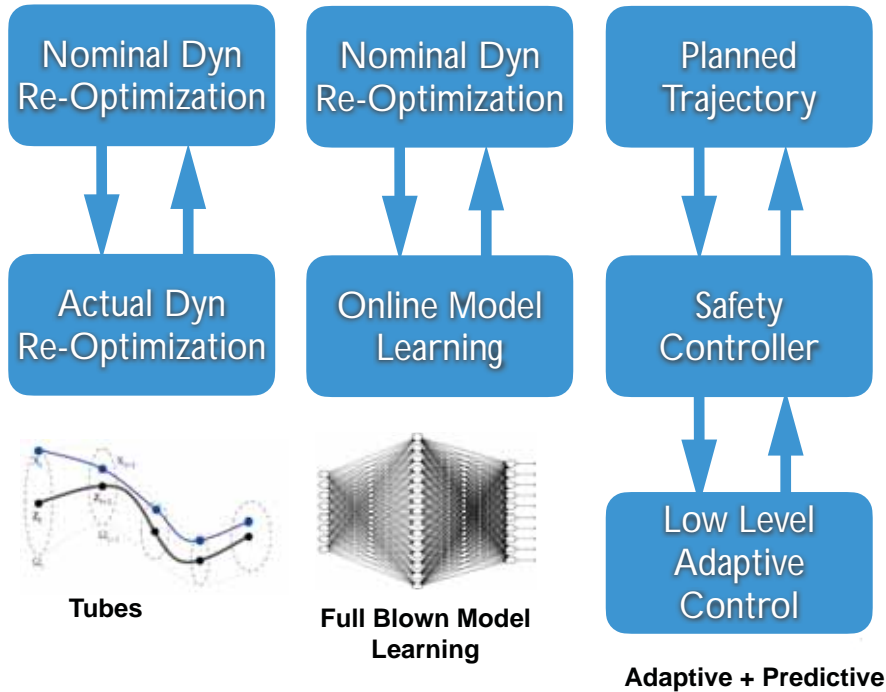 Nominal Dyn
Re-Optimization
Nominal Dyn
Re-Optimization
Planned
Trajectory
Actual Dyn
Re-Optimization
Online Model
Learning
Safety
Controller
Low Level
Adaptive
Control
Tubes
Full Blown Model
Learning
Adaptive + Predictive